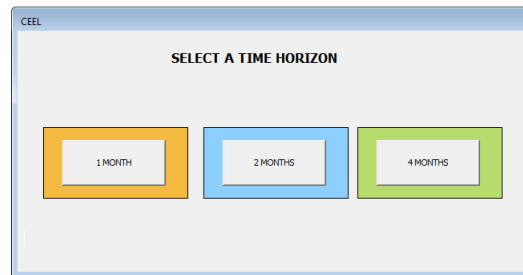 CEEL
SELECT A TIME HORIZON
1 MONTH
2 MONTHS
4 MONTHS